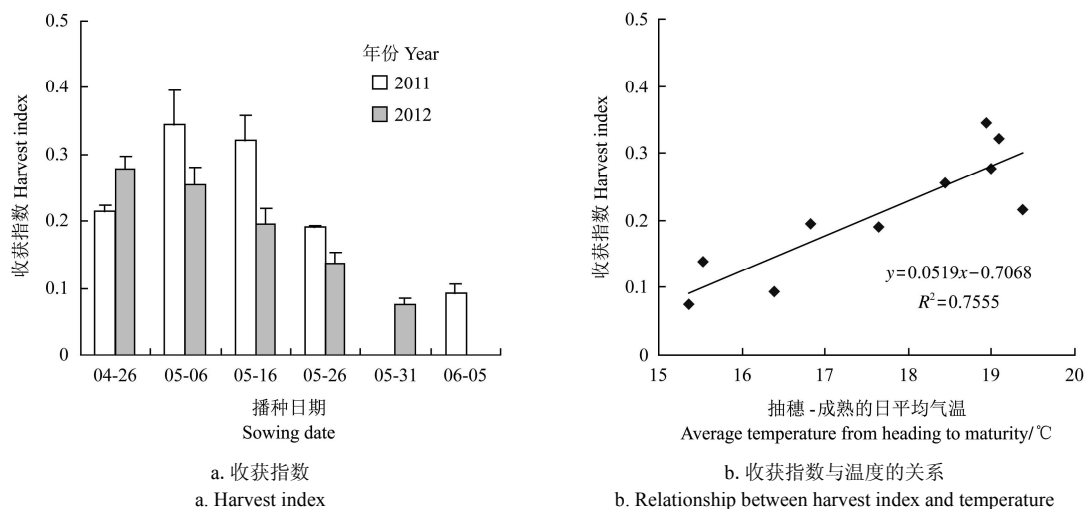 0.5
0.4
0.3
0.2
0.1
0
收获指数 Harvest index
年份 Year
2011
2012
04-26 05-06 05-16 05-26 05-31 06-05
播种日期
Sowing date
a. 收获指数
a. Harvest index
0.5
0.4
0.3
0.2
0.1
0
收获指数 Harvest index
y=0.0519x−0.7068
R²=0.7555
15 16 17 18 19 20
抽穗 -成熟的日平均气温
Average temperature from heading to maturity/℃
b. 收获指数与温度的关系
b. Relationship between harvest index and temperature